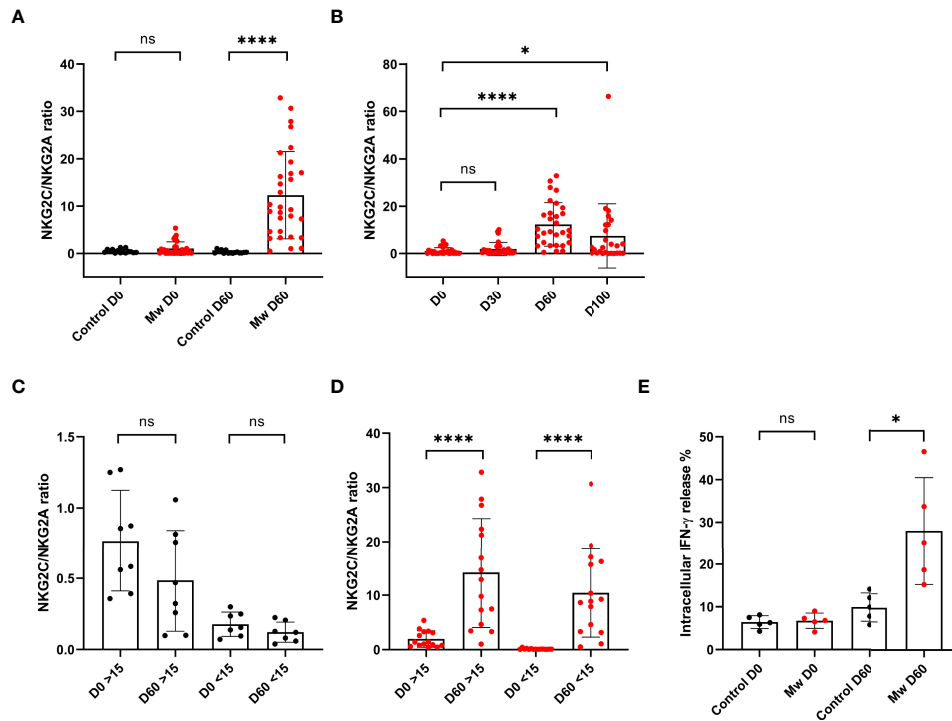 A
B
ns
****
NKG2C/NKG2A ratio
40
30
20
10
0
Control D0
Mw D0
Control D60
Mw D60
*
****
ns
NKG2C/NKG2A ratio
80
60
40
20
0
D0
D30
D60
D100
C
D
E
ns
ns
NKG2C/NKG2A ratio
1.5
1.0
0.5
0.0
D0 >15
D60 >15
D0 <15
D60 <15
****
****
NKG2C/NKG2A ratio
40
30
20
10
0
D0 >15
D60 >15
D0 <15
D60 <15
ns
*
Intracellular IFN-γ release %
50
40
30
20
10
0
Control D0
Mw D0
Control D60
Mw D60